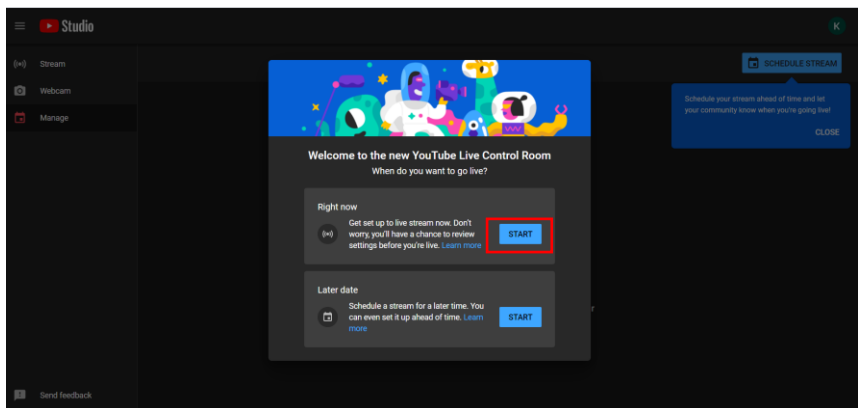 Studio
K
Stream
SCHEDULE STREAM
Webcam
Manage
Schedule your stream ahead of time and let
your community know when you're going live!
CLOSE
Welcome to the new YouTube Live Control Room
When do you want to go live?
Right now
Get set up to live stream now. Don't
worry, you'll have a chance to review
settings before you're live. Learn more
START
Later date
Schedule a stream for a later time. You
can even set it up ahead of time. Learn
more
START
r
Send feedback